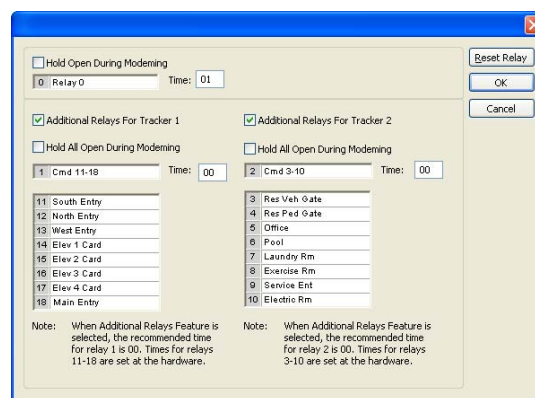 Hold Open During Modeming
0 Relay 0 Time: 01
Reset Relay
OK
Cancel
Additional Relays For Tracker 1
Hold All Open During Modeming
1 Cmd 11-18 Time: 00
11 South Entry
12 North Entry
13 West Entry
14 Elev 1 Card
15 Elev 2 Card
16 Elev 3 Card
17 Elev 4 Card
18 Main Entry
Note: When Additional Relays Feature is
selected, the recommended time
for relay 1 is 00. Times for relays
11-18 are set at the hardware.
Additional Relays For Tracker 2
Hold All Open During Modeming
2 Cmd 3-10 Time: 00
3 Res Veh Gate
4 Res Ped Gate
5 Office
6 Pool
7 Laundry Rm
8 Exercise Rm
9 Service Ent
10 Electric Rm
Note: When Additional Relays Feature is
selected, the recommended time
for relay 2 is 00. Times for relays
3-10 are set at the hardware.